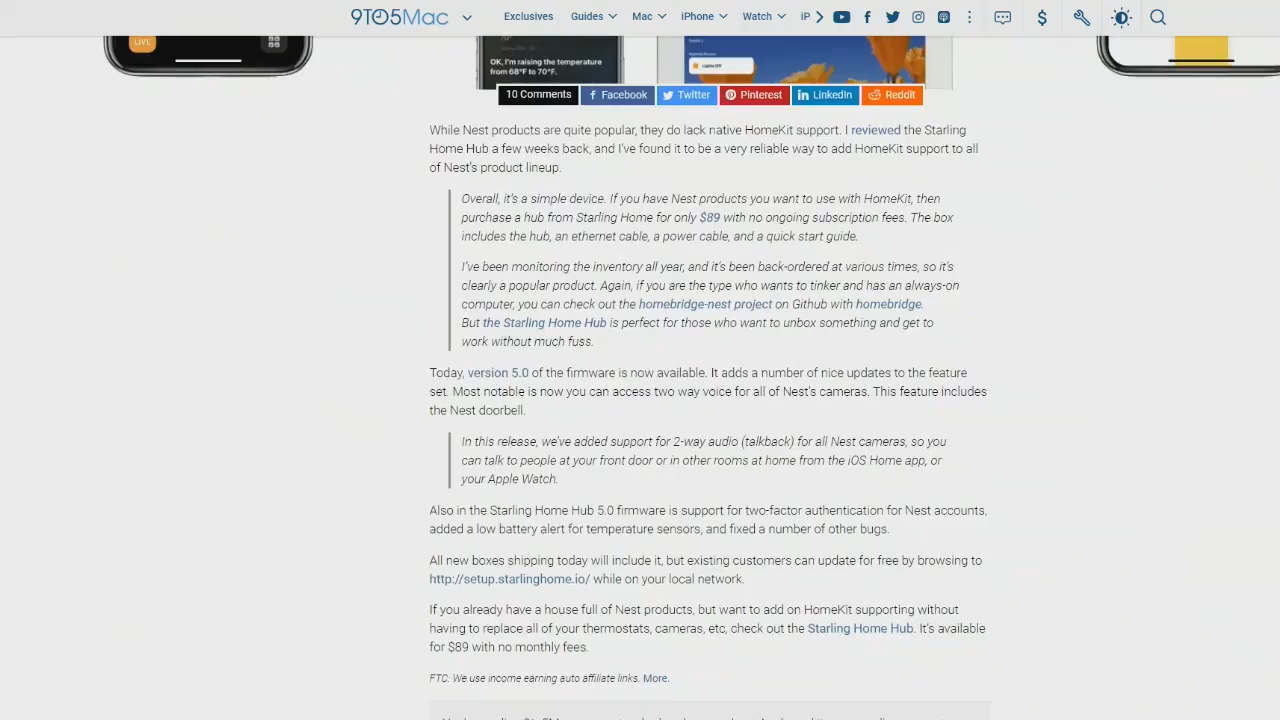 9TO5Mac
Exclusives Guides Mac iPhone Watch iP
LIVE
OK, I'm raising the temperature
from 68°F to 70°F.
Lights Off
10 Comments Facebook Twitter Pinterest LinkedIn Reddit
While Nest products are quite popular, they do lack native HomeKit support. I reviewed the Starling
Home Hub a few weeks back, and I've found it to be a very reliable way to add HomeKit support to all
of Nest's product lineup.
Overall, it's a simple device. If you have Nest products you want to use with HomeKit, then
purchase a hub from Starling Home for only $89 with no ongoing subscription fees. The box
includes the hub, an ethernet cable, a power cable, and a quick start guide.
I've been monitoring the inventory all year, and it's been back-ordered at various times, so it's
clearly a popular product. Again, if you are the type who wants to tinker and has an always-on
computer, you can check out the homebridge-nest project on Github with homebridge.
But the Starling Home Hub is perfect for those who want to unbox something and get to
work without much fuss.
Today, version 5.0 of the firmware is now available. It adds a number of nice updates to the feature
set. Most notable is now you can access two way voice for all of Nest's cameras. This feature includes
the Nest doorbell.
In this release, we've added support for 2-way audio (talkback) for all Nest cameras, so you
can talk to people at your front door or in other rooms at home from the iOS Home app, or
your Apple Watch.
Also in the Starling Home Hub 5.0 firmware is support for two-factor authentication for Nest accounts,
added a low battery alert for temperature sensors, and fixed a number of other bugs.
All new boxes shipping today will include it, but existing customers can update for free by browsing to
http://setup.starlinghome.io/ while on your local network.
If you already have a house full of Nest products, but want to add on HomeKit supporting without
having to replace all of your thermostats, cameras, etc, check out the Starling Home Hub. It's available
for $89 with no monthly fees.
FTC: We use income earning auto affiliate links. More.